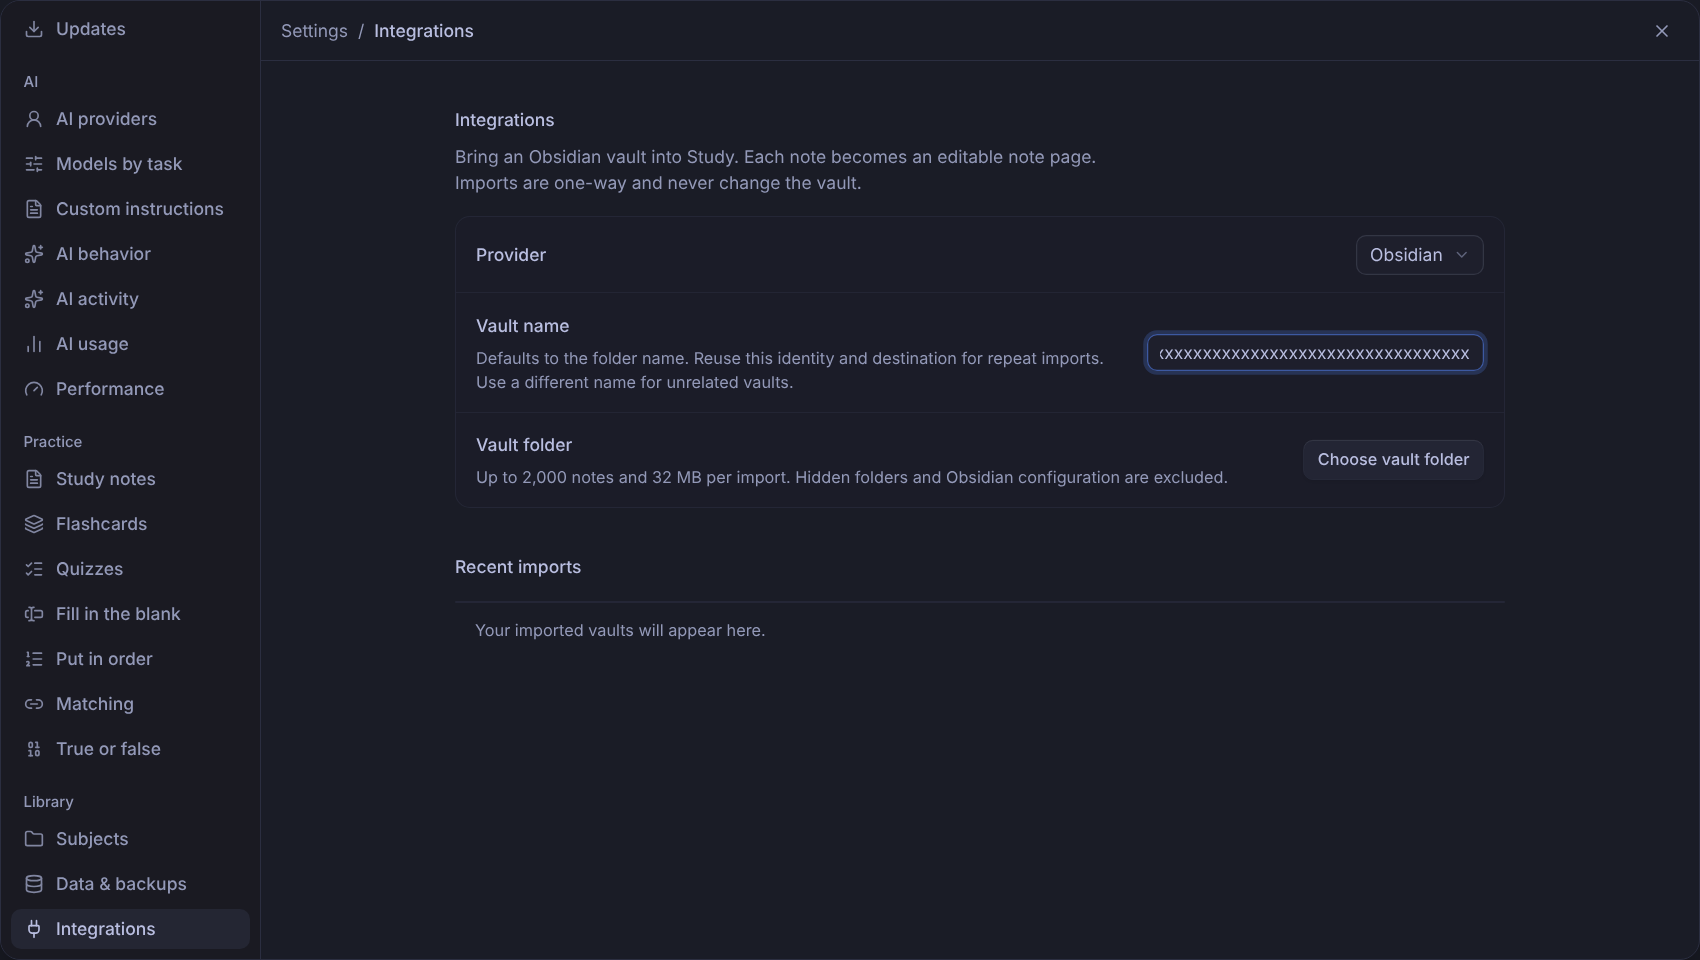 Updates
AI
AI providers
Models by task
Custom instructions
AI behavior
AI activity
AI usage
Performance
Practice
Study notes
Flashcards
Quizzes
Fill in the blank
Put in order
Matching
True or false
Library
Subjects
Data & backups
Integrations
Settings / Integrations
Integrations
Bring an Obsidian vault into Study. Each note becomes an editable note page.
Imports are one-way and never change the vault.
Provider
Obsidian
Vault name
Defaults to the folder name. Reuse this identity and destination for repeat imports.
Use a different name for unrelated vaults.
xxxxxxxxxxxxxxxxxxxxxxxxxxxxxxxxx
Vault folder
Up to 2,000 notes and 32 MB per import. Hidden folders and Obsidian configuration are excluded.
Choose vault folder
Recent imports
Your imported vaults will appear here.